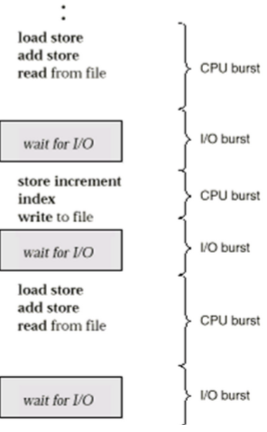 load store
add store
read from file
CPU burst
wait for I/O
I/O burst
store increment
index
write to file
CPU burst
wait for I/O
I/O burst
load store
add store
read from file
CPU burst
wait for I/O
I/O burst